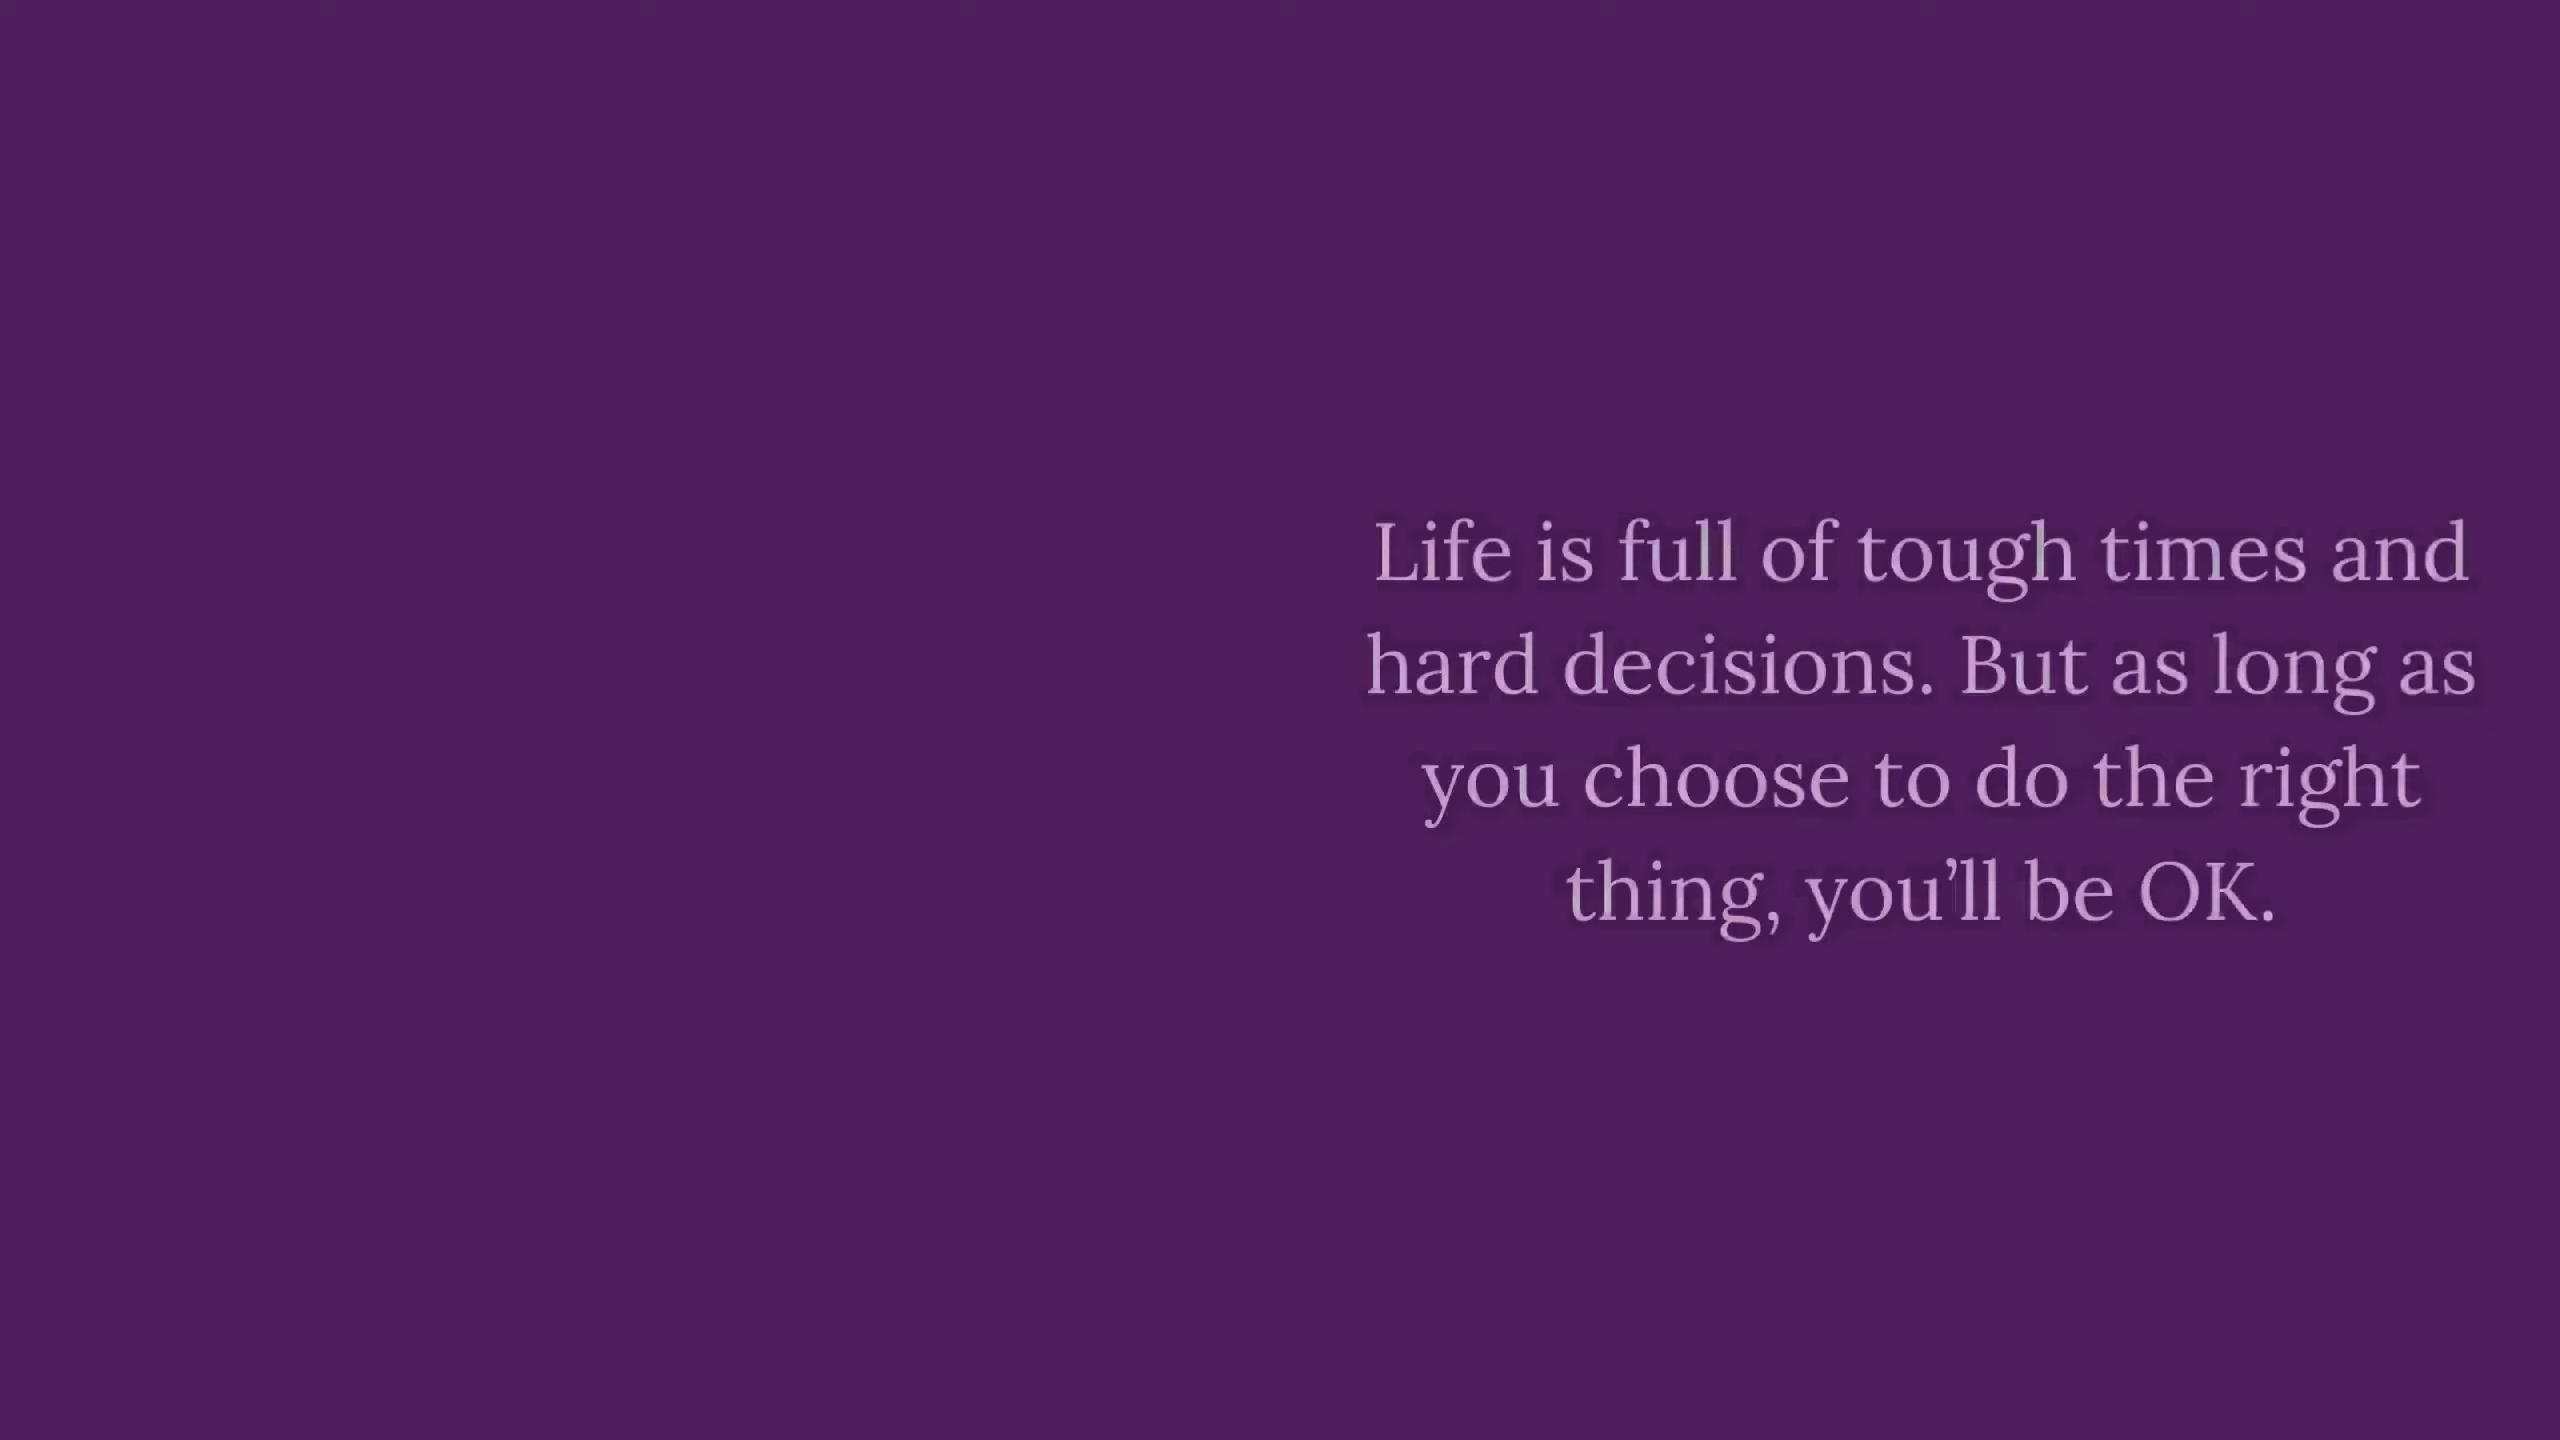 Life is full of tough times and
hard decisions. But as long as
you choose to do the right
thing, you’ll be OK.